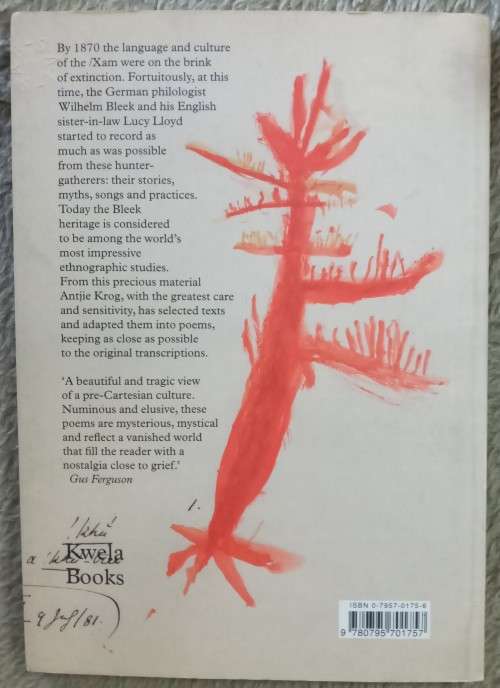 By 1870 the language and culture
of the /Xam were on the brink
of extinction. Fortuitously, at this
time, the German philologist
Wilhelm Bleek and his English
sister-in-law Lucy Lloyd
started to record as
much as was possible
from these hunter-
gatherers: their stories,
myths, songs and practices.
Today the Bleek
heritage is considered
to be among the world's
most impressive
ethnographic studies.
From this precious material
Antjie Krog, with the greatest care
and sensitivity, has selected texts
and adapted them into poems,
keeping as close as possible
to the original transcriptions.
‘A beautiful and tragic view
of a pre-Cartesian culture.
Numinous and elusive, these
poems are mysterious, mystical
and reflect a vanished world
that fill the reader with a
nostalgia close to grief.’
Gus Ferguson
1.
Kwela
a
Books
ISBN 0-7957-0175-6
9 780795 701757